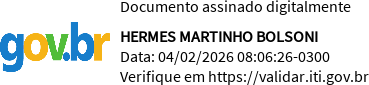 Documento assinado digitalmente
gov.br
HERMES MARTINHO BOLSONI
Data: 04/02/2026 08:06:26-0300
Verifique em https://validar.iti.gov.br